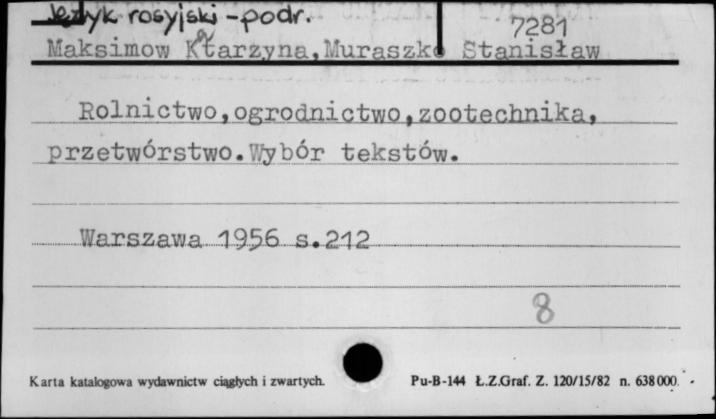 Język rosyjski - podr.
7281
Maksimow Katarzyna, Muraszko Stanisław
Rolnictwo, ogrodnictwo, zootechnika,
przetwórstwo. Wybór tekstów.
Warszawa 1956 s. 212
8
Karta katalogowa wydawnictw ciągłych i zwartych.
Pu-B-144 Ł.Z.Graf. Z. 120/15/82 n. 638000.